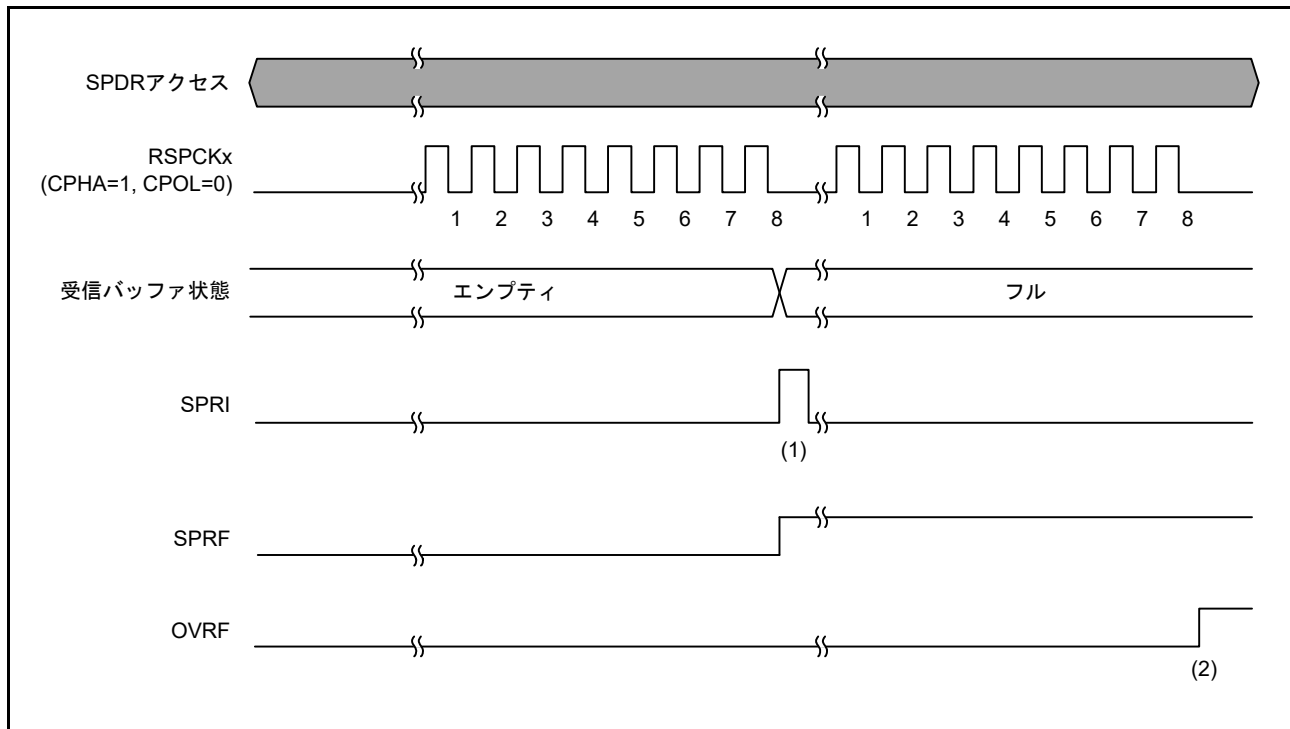 SPDRアクセス
RSPCKx
(CPHA=1, CPOL=0)
1 2 3 4 5 6 7 8 1 2 3 4 5 6 7 8
受信バッファ状態 エンプティ フル
SPRI
(1)
SPRF
OVRF
(2)